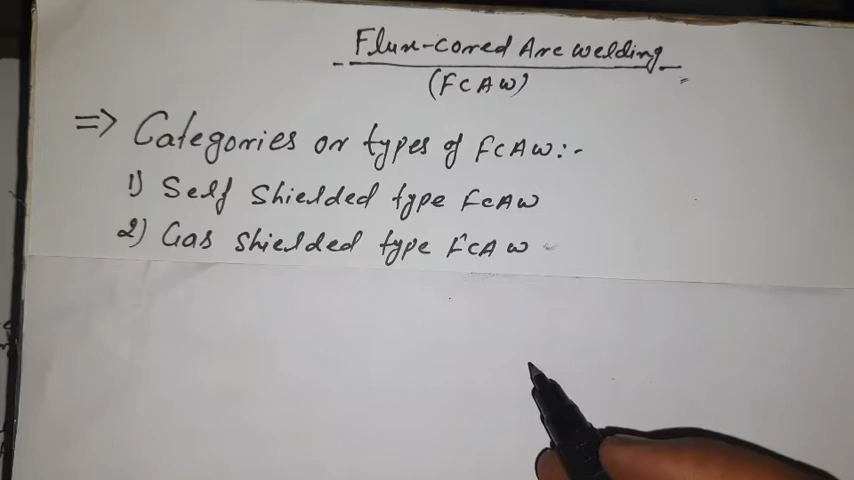 Flux-cored Arc welding
(FCAW)
=> Categories or types of FCAW:-
1) Self Shielded type FCAW
2) Gas Shielded type FCAW